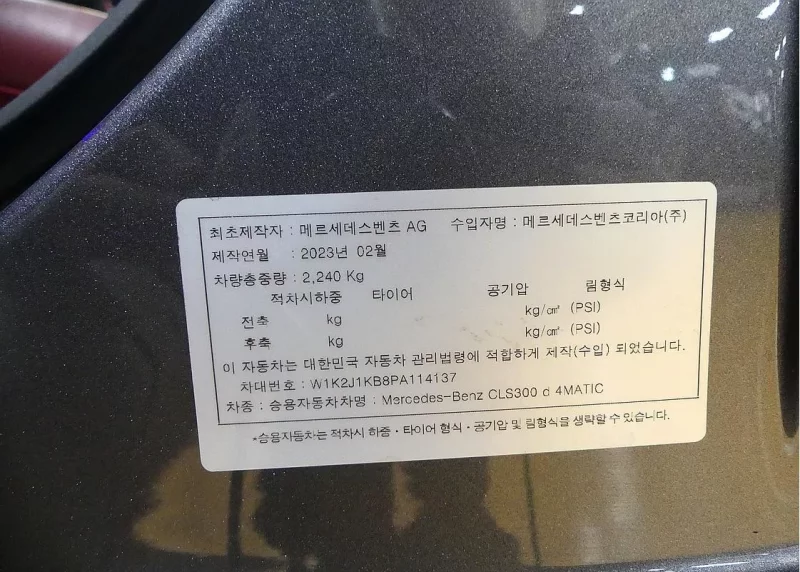 최초제작자 : 메르세데스벤츠 AG 수입자명 : 메르세데스벤츠코리아(주)
제작연월 : 2023년 02월
차량총중량 : 2,240 Kg
적차시하중 타이어 공기압 림형식
전축 kg kg/㎠ (PSI)
후축 kg kg/㎠ (PSI)
이 자동차는 대한민국 자동차 관리법령에 적합하게 제작(수입) 되었습니다.
차대번호 : W1K2J1KB8PA114137
차종 : 승용자동차차명 : Mercedes-Benz CLS300 d 4MATIC
*승용자동차는 적차시 하중·타이어 형식·공기압 및 림형식을 생략할 수 있습니다.